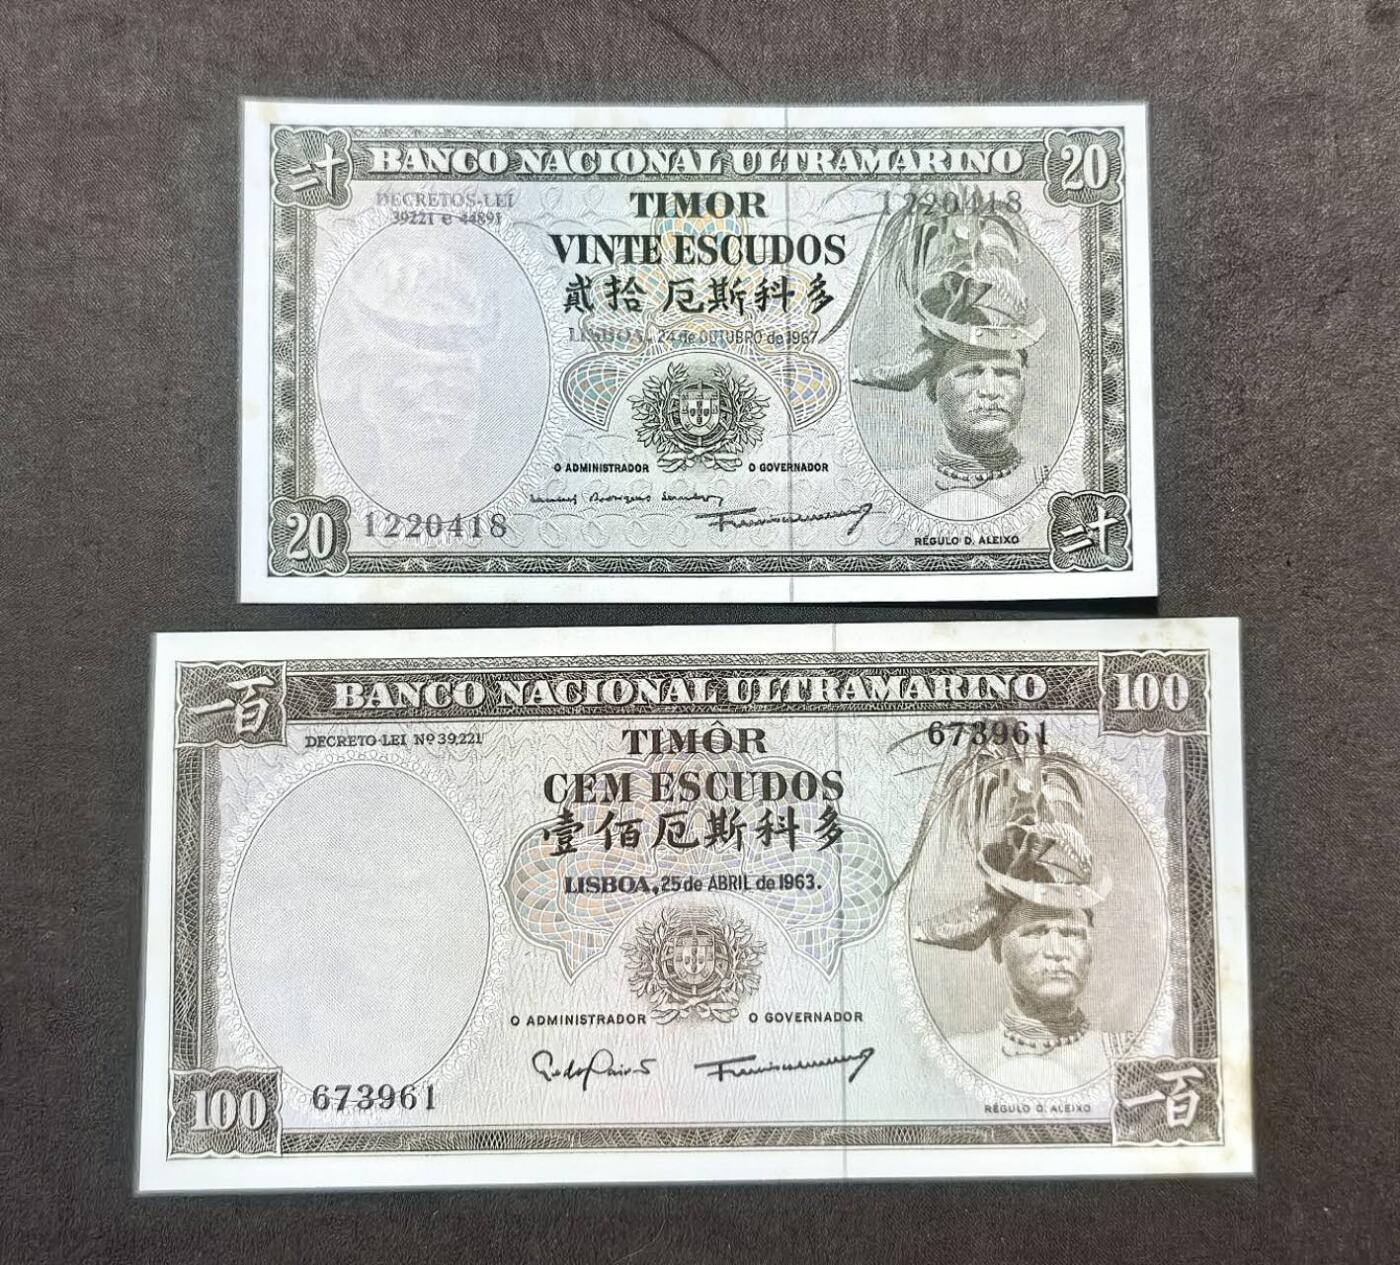 二十 BANCO NACIONAL ULTRAMARINO 20
DECRETOS-LEI
39221 e 44891
TIMOR
1220418
VINTE ESCUDOS
貳拾 厄斯科多
LISBOA, 24 de OUTUBRO de 1967
O ADMINISTRADOR O GOVERNADOR
20 1220418
RÉGULO D. ALEIXO
二十
一百 BANCO NACIONAL ULTRAMARINO 100
DECRETO-LEI Nº 39.221
TIMÔR
673961
CEM ESCUDOS
壹佰厄斯科多
LISBOA, 25 de ABRIL de 1963.
O ADMINISTRADOR O GOVERNADOR
100 673961
RÉGULO D. ALEIXO
一百